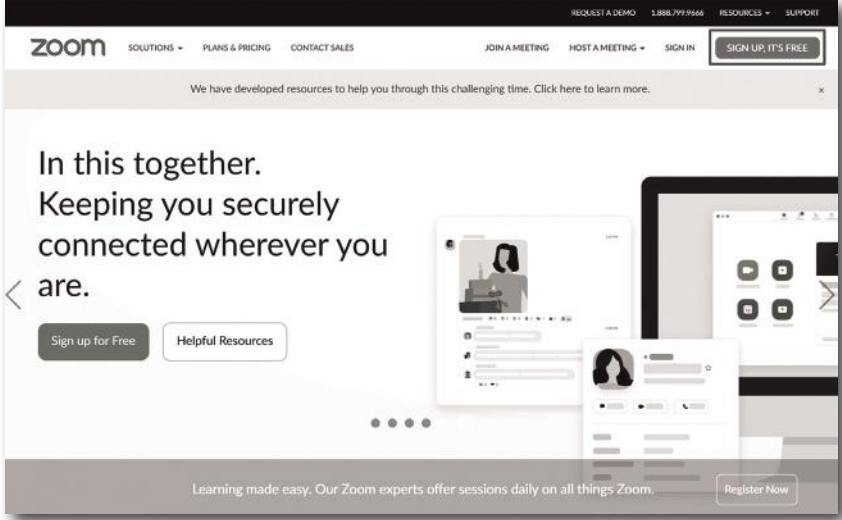 REQUEST A DEMO 1.888.799.9666 RESOURCES SUPPORT
zoom SOLUTIONS PLANS & PRICING CONTACT SALES JOIN A MEETING HOST A MEETING SIGN IN SIGN UP, IT'S FREE
We have developed resources to help you through this challenging time. Click here to learn more. x
In this together.
Keeping you securely
connected wherever you
are.
Sign up for Free Helpful Resources
Learning made easy. Our Zoom experts offer sessions daily on all things Zoom. Register Now